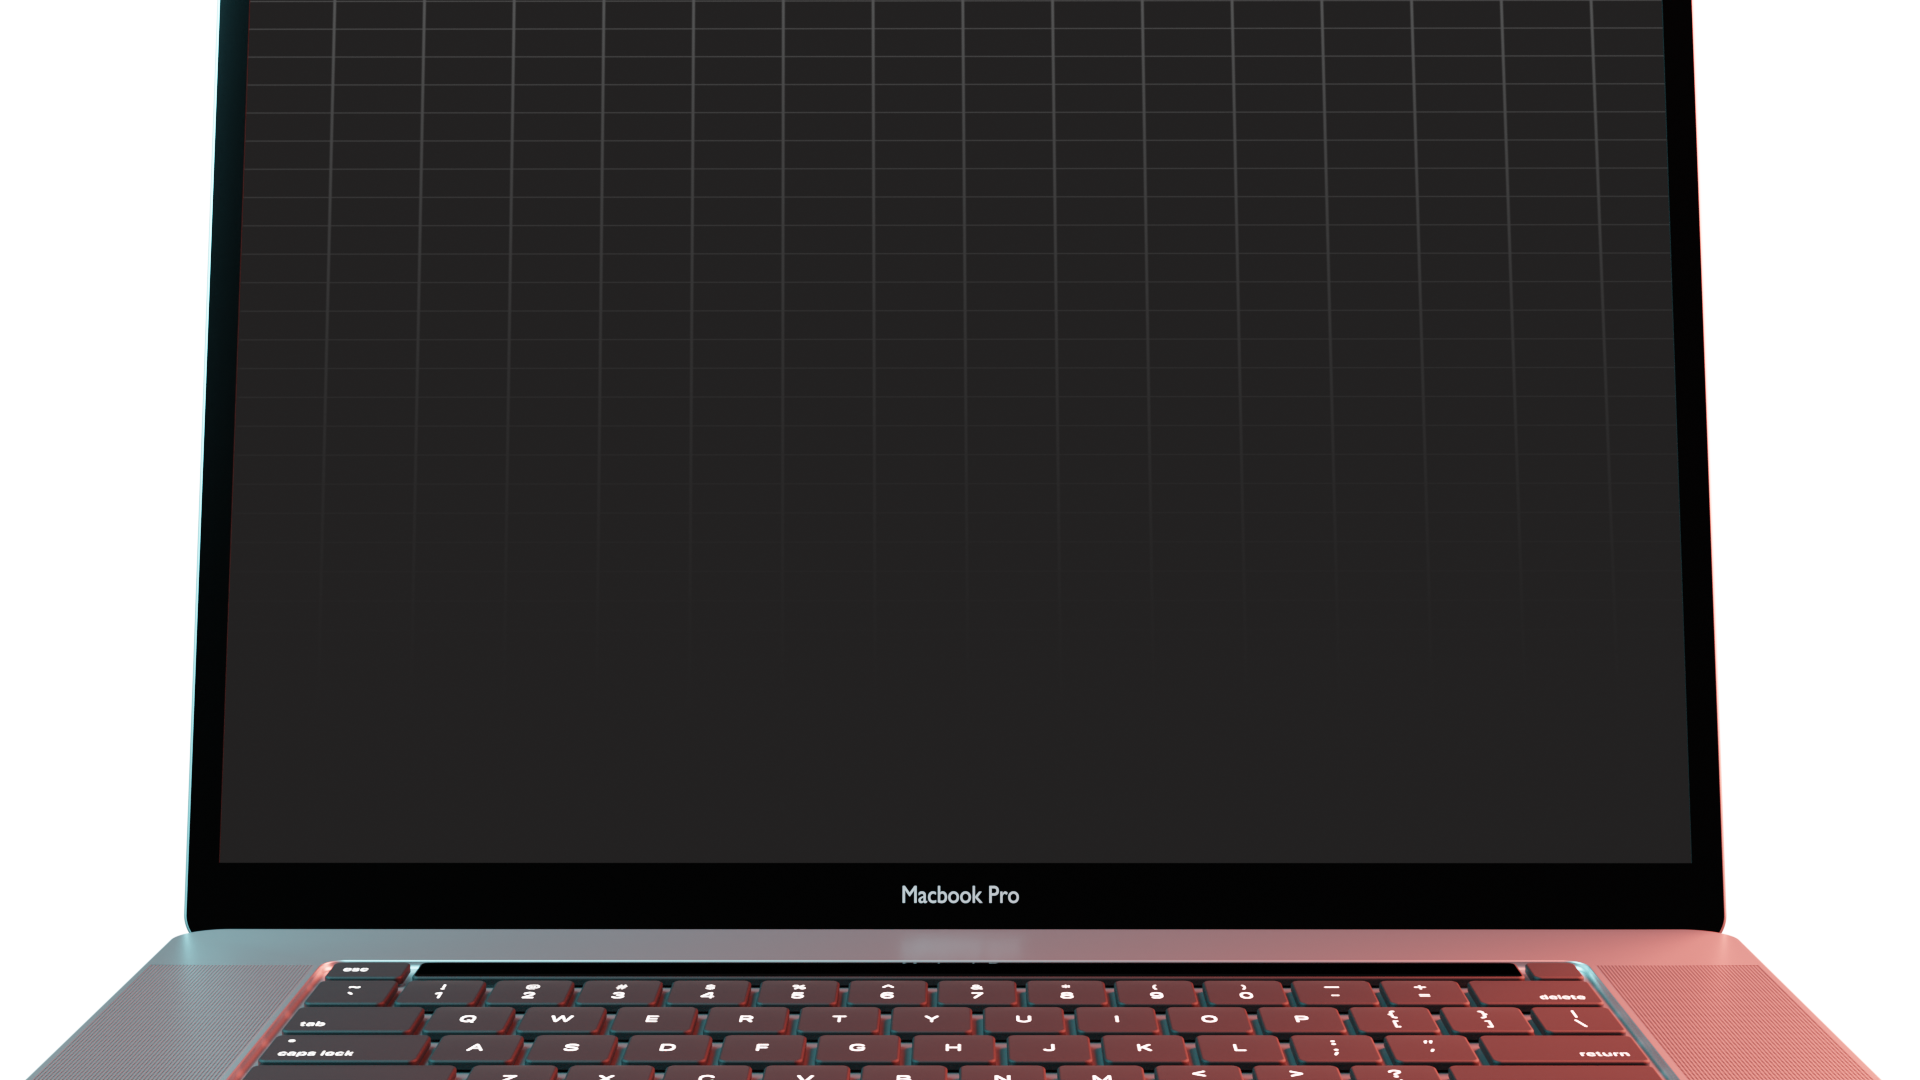 Macbook Pro
esc
~ ! @ # $ % ^ & * ( ) — +
` 1 2 3 4 5 6 7 8 9 0 - = delete
tab Q W E R T Y U I O P { [ } ] | \
caps lock A S D F G H J K L : ; " ' return
Z X C V B N M < > ?